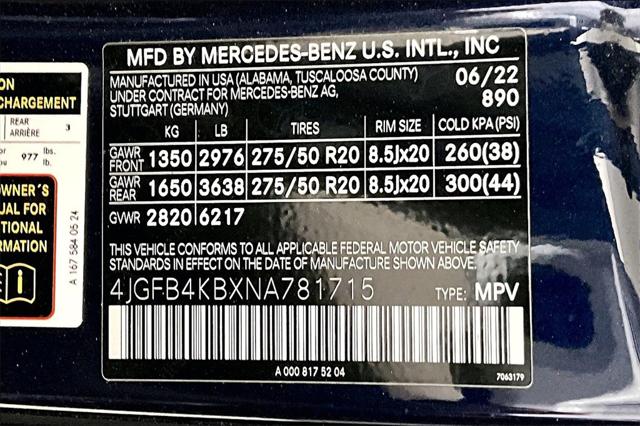 ON
CHARGEMENT
REAR
ARRIÈRE 3
or
ou 977 lbs.
lb.
OWNER'S
UAL FOR
ITIONAL
RMATION
A 167 584 05 24
MFD BY MERCEDES-BENZ U.S. INTL., INC
MANUFACTURED IN USA (ALABAMA, TUSCALOOSA COUNTY) 06/22
UNDER CONTRACT FOR MERCEDES-BENZ AG, 890
STUTTGART (GERMANY)
KG LB TIRES RIM SIZE COLD KPA (PSI)
GAWR FRONT 1350 2976 275/50 R20 8.5Jx20 260(38)
GAWR REAR 1650 3638 275/50 R20 8.5Jx20 300(44)
GVWR 2820 6217
THIS VEHICLE CONFORMS TO ALL APPLICABLE FEDERAL MOTOR VEHICLE SAFETY
STANDARDS IN EFFECT ON THE DATE OF MANUFACTURE SHOWN ABOVE.
4JGFB4KBXNA781715 TYPE: MPV
A 000 817 52 04
7063179